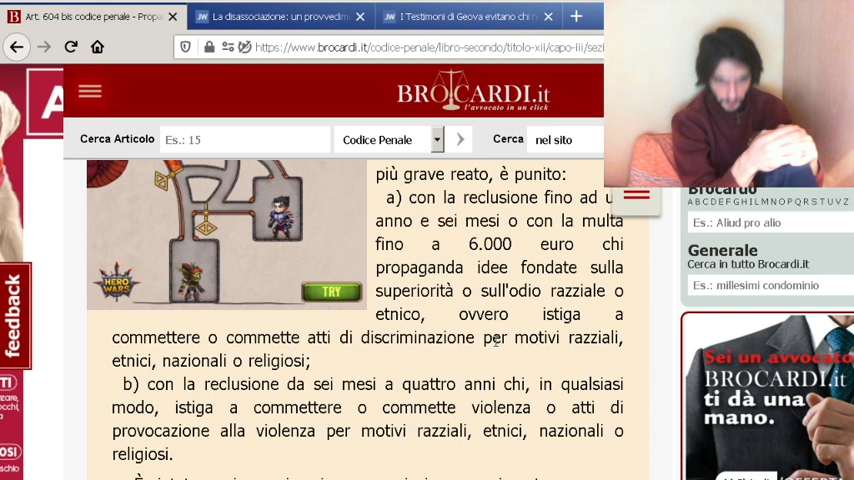 Art. 604 bis codice penale - Propa
La disassociazione: un provvedim
I Testimoni di Geova evitano chi
https://www.brocardi.it/codice-penale/libro-secondo/titolo-xii/capo-iii/sezi
BROCARDI.it
l'avvocato in un click
Cerca Articolo
Es.: 15
Codice Penale
Cerca
nel sito
più grave reato, è punito:
a) con la reclusione fino ad u
anno e sei mesi o con la multa
fino a 6.000 euro chi
propaganda idee fondate sulla
superiorità o sull'odio razziale o
etnico, ovvero istiga a
commettere o commette atti di discriminazione per motivi razziali,
etnici, nazionali o religiosi;
b) con la reclusione da sei mesi a quattro anni chi, in qualsiasi
modo, istiga a commettere o commette violenza o atti di
provocazione alla violenza per motivi razziali, etnici, nazionali o
religiosi.
HERO
WARS
TRY
feedback
Brocardo
A B C D E F G H I L M N O P Q R S T U V Z
Es.: Aliud pro alio
Generale
Cerca in tutto Brocardi.it
Es.: millesimi condominio
Sei un avvocato
BROCARDI.it
ti dà una
mano.